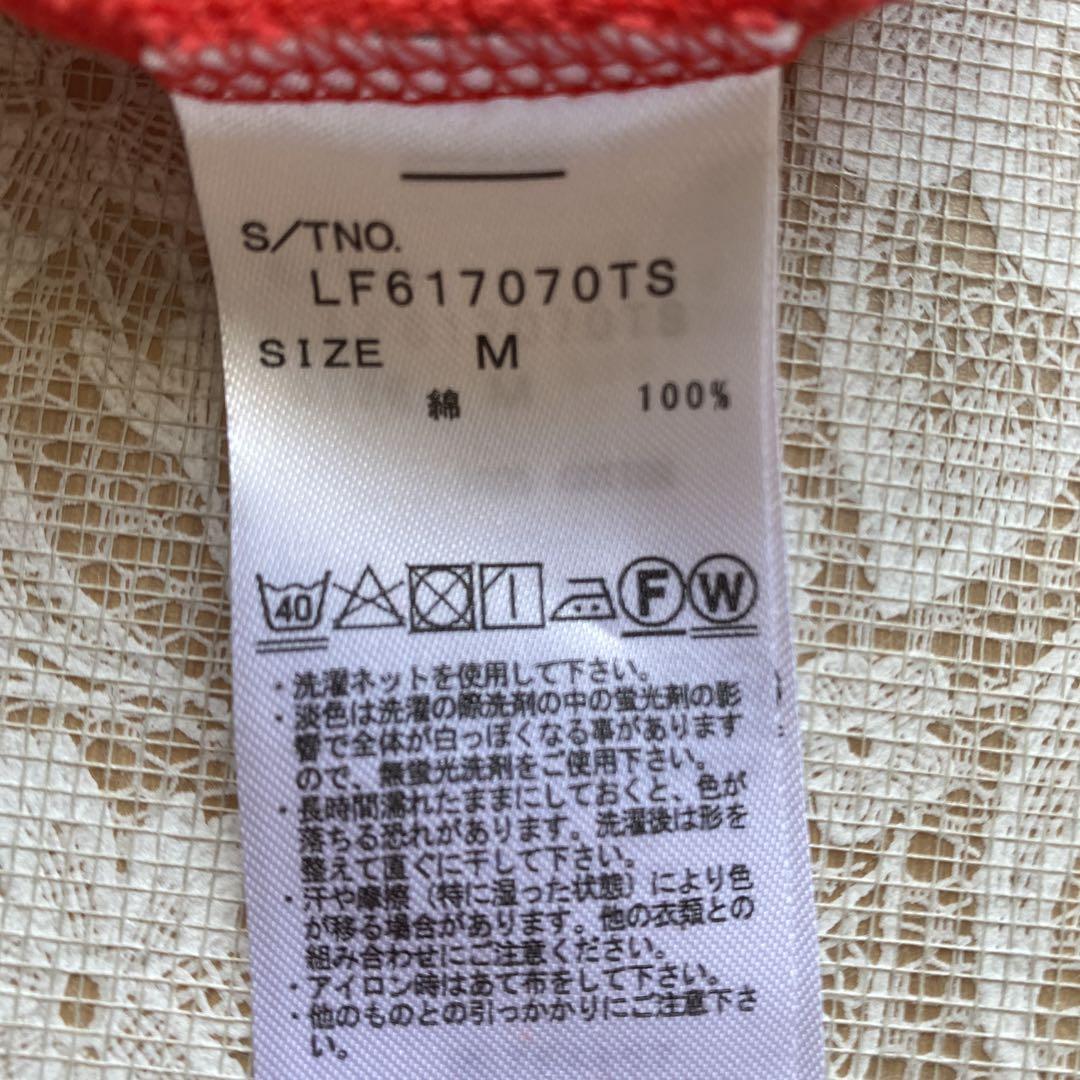 S/TNO.
LF617070TS
SIZE M
綿 100%
40 F W
・洗濯ネットを使用して下さい。
・淡色は洗濯の際洗剤の中の蛍光剤の影
響で全体が白っぽくなる事があります
ので、無蛍光洗剤をご使用下さい。
・長時間濡れたままにしておくと、色が
落ちる恐れがあります。洗濯後は形を
整えて直ぐに干して下さい。
・汗や摩擦(特に湿った状態)により色
が移る場合があります。他の衣類との
組み合わせにご注意ください。
・アイロン時はあて布をして下さい。
・他のものとの引っかかりにご注意下さ
い。